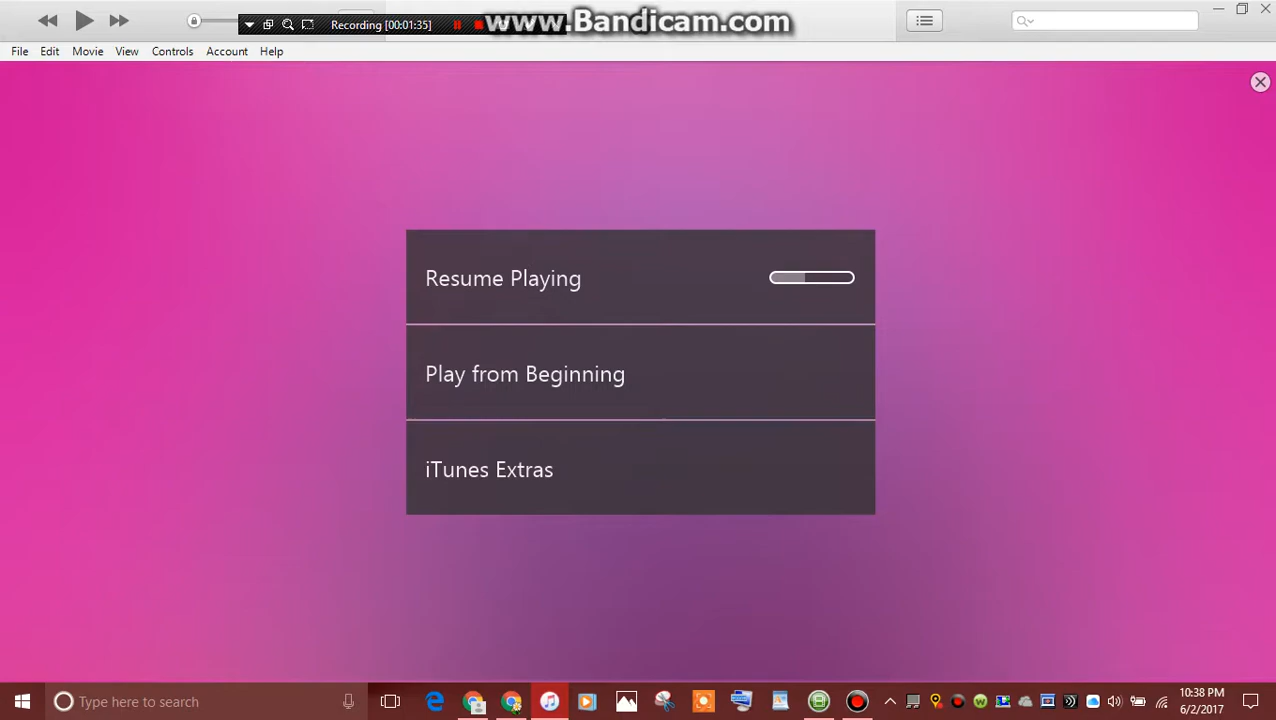 Recording [00:01:35]
www.Bandicam.com
File Edit Movie View Controls Account Help
Resume Playing
Play from Beginning
iTunes Extras
Type here to search
10:38 PM
6/2/2017